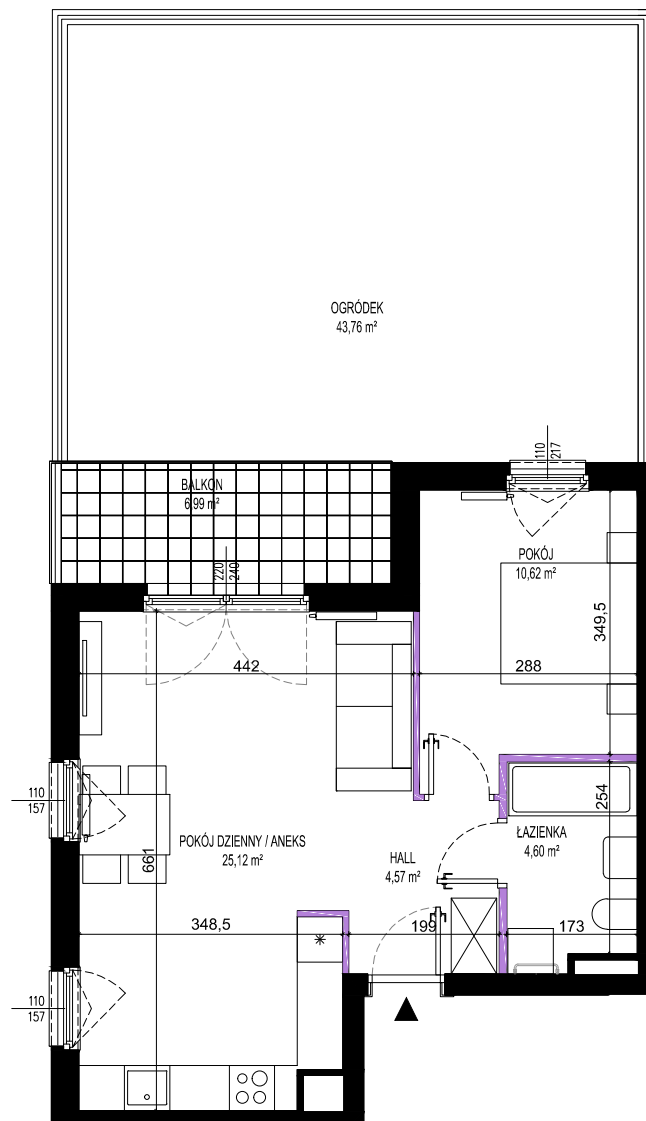 OGRÓDEK
43,76 m²
110
217
BALKON
6,99 m²
220
240
POKÓJ
10,62 m²
349,5
442
288
110
157
254
ŁAZIENKA
4,60 m²
POKÓJ DZIENNY / ANEKS
25,12 m²
661
HALL
4,57 m²
348,5
199
173
110
157